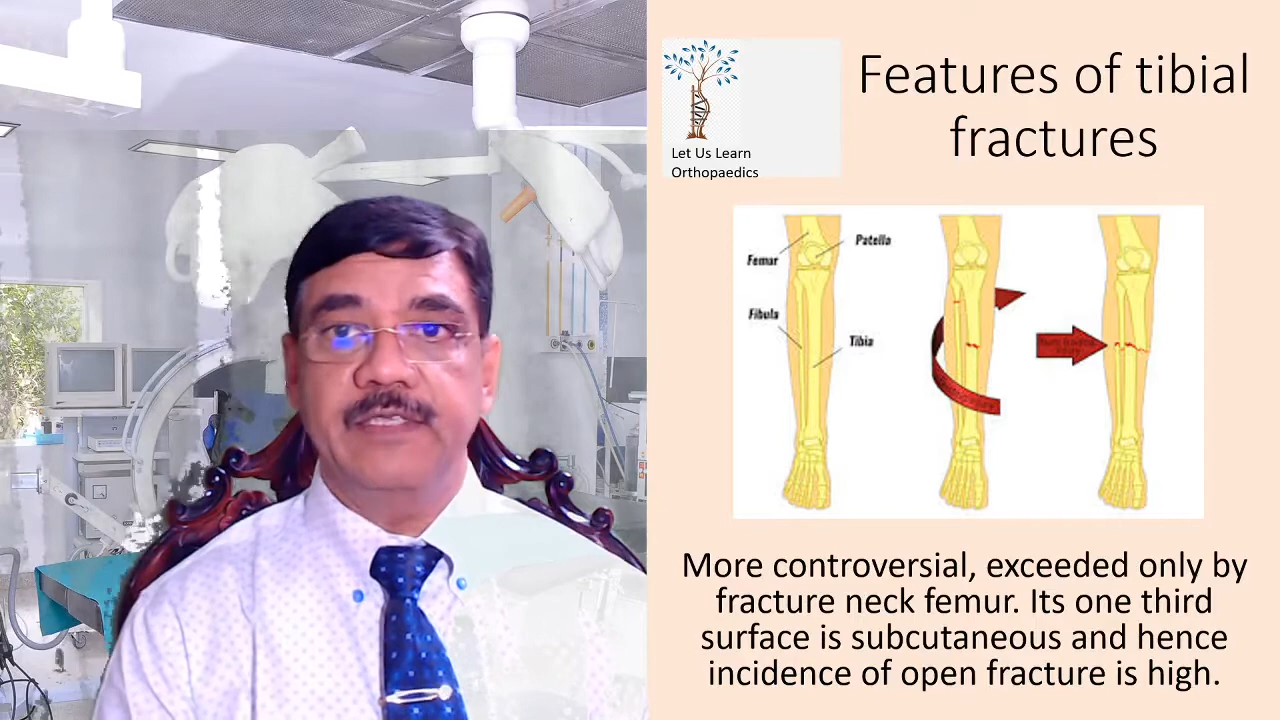 Let Us Learn
Orthopaedics
Features of tibial
fractures
Femar
Patella
Fibula
Tibia
More controversial, exceeded only by
fracture neck femur. Its one third
surface is subcutaneous and hence
incidence of open fracture is high.